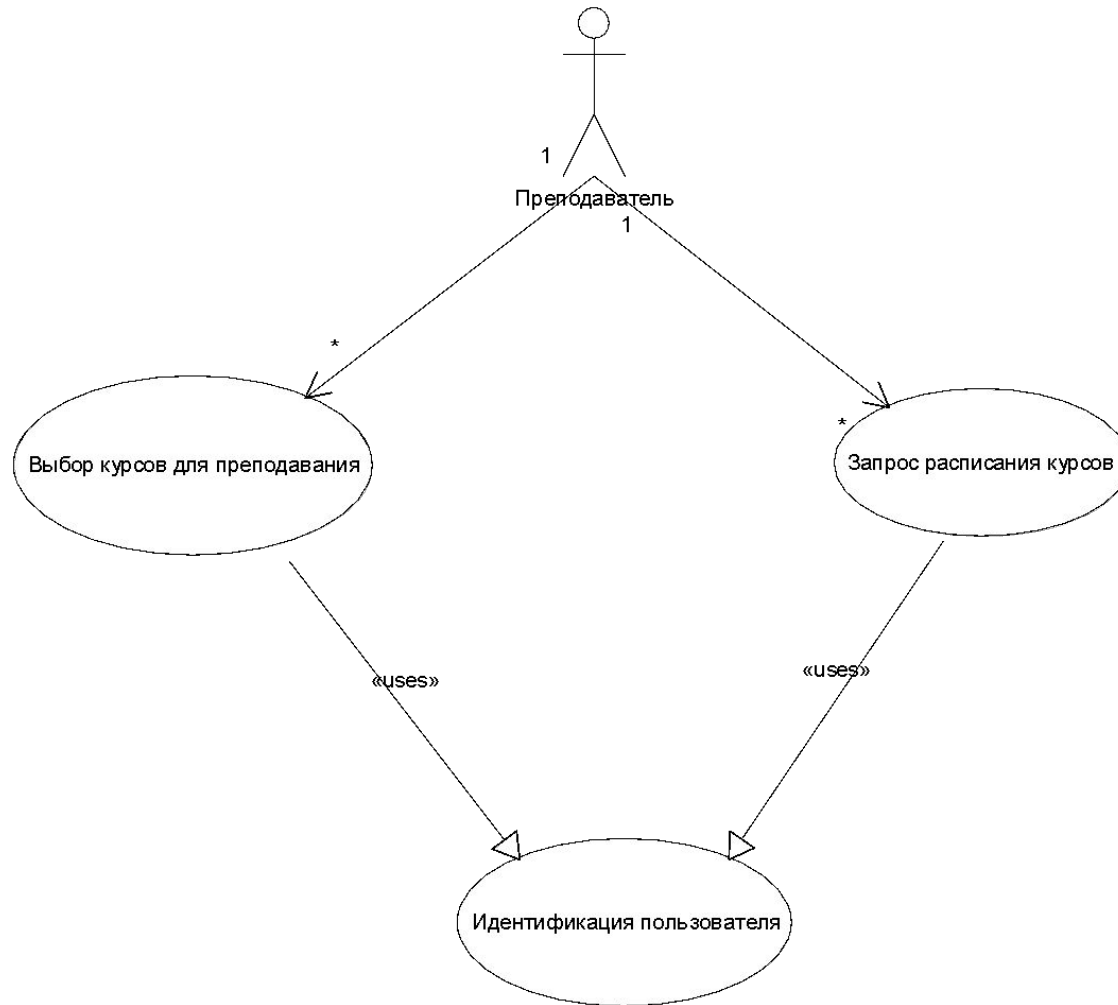 1
Преподаватель
1
*
*
Выбор курсов для преподавания
Запрос расписания курсов
«uses»
«uses»
Идентификация пользователя